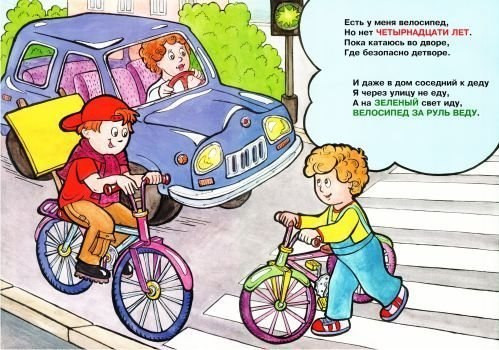 Есть у меня велосипед,
Но нет ЧЕТЫРНАДЦАТИ ЛЕТ.
Пока катаюсь во дворе,
Где безопасно детворе.
И даже в дом соседний к деду
Я через улицу не еду,
А на ЗЕЛЕНЫЙ свет иду,
ВЕЛОСИПЕД ЗА РУЛЬ ВЕДУ.